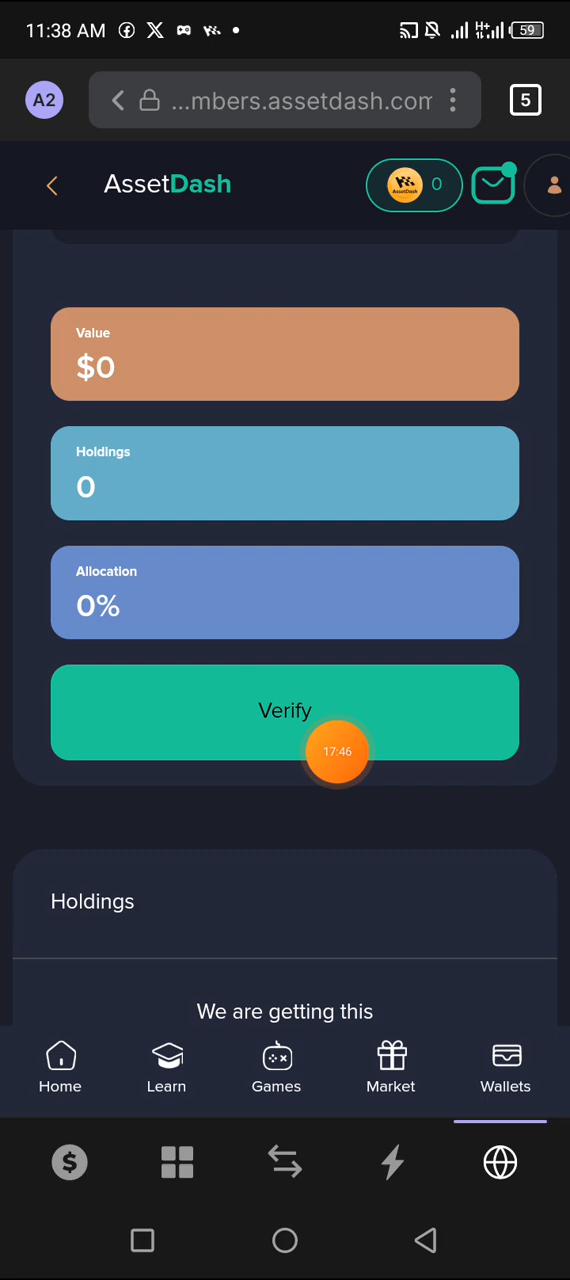 11:38 AM
59
A2
...mbers.assetdash.com
5
AssetDash
0
Value
$0
Holdings
0
Allocation
0%
Verify
17:46
Holdings
We are getting this
Home
Learn
Games
Market
Wallets